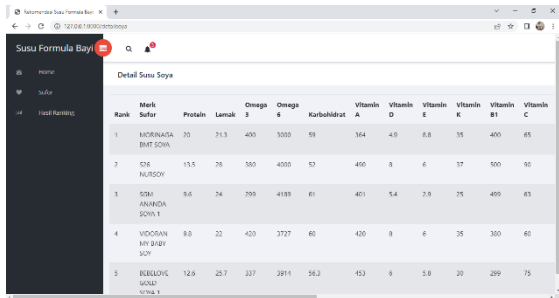 Rekomendasi Susu Formula Bayi
127.0.0.1:8000/detailsoya
Susu Formula Bayi
Home
Sufor
Hasil Ranking
Detail Susu Soya
Rank Merk Sufor Protein Lemak Omega 3 Omega 6 Karbohidrat Vitamin A Vitamin D Vitamin E Vitamin K Vitamin B1 Vitamin C
1 MORINAGA BMT SOYA 20 21.3 400 3000 59 364 4.9 8.8 35 400 65
2 S26 NURSOY 13.5 28 380 4000 52 490 8 6 37 500 90
3 SGM ANANDA SOYA 1 9.6 24 299 4189 61 401 5.4 2.9 25 499 63
4 VIDORAN MY BABY SOY 9.8 22 420 3727 60 420 8 6 35 380 60
5 BEBELOVE GOLD SOYA 1 12.6 25.7 337 3914 56.3 453 6 5.8 30 299 75